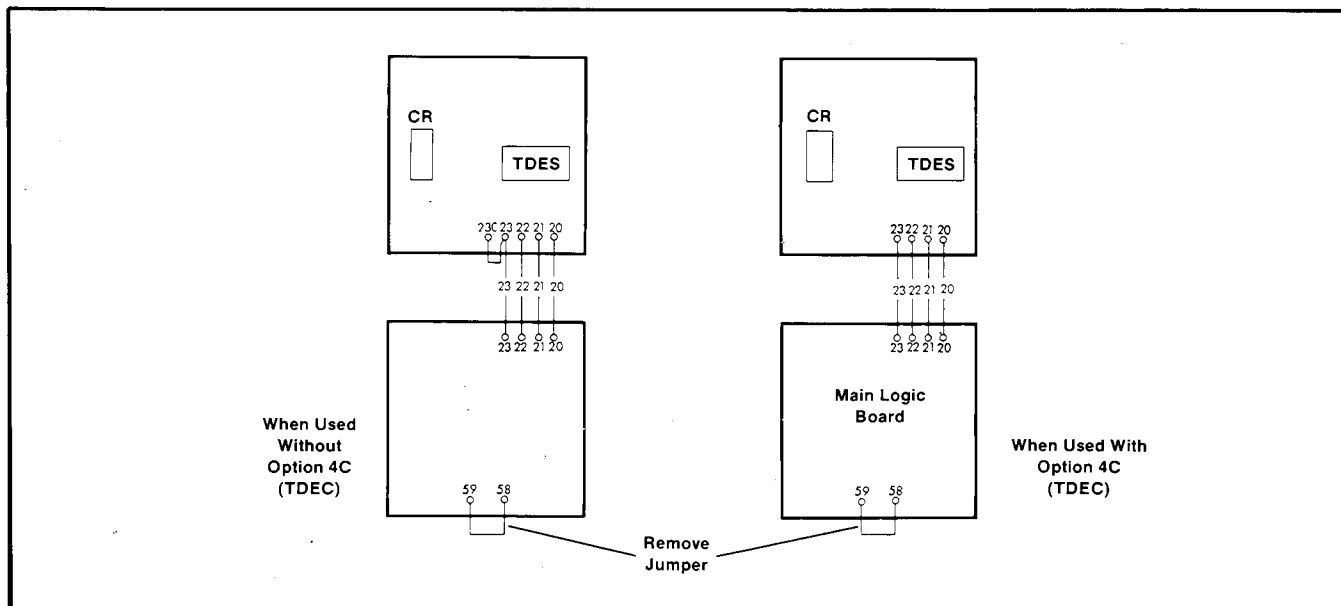 CR
TDES
23C 23 22 21 20
23 22 21 20
23 22 21 20
When Used
Without
Option 4C
(TDEC)
59 58
CR
TDES
23 22 21 20
23 22 21 20
23 22 21 20
Main Logic
Board
When Used With
Option 4C
(TDEC)
59 58
Remove
Jumper